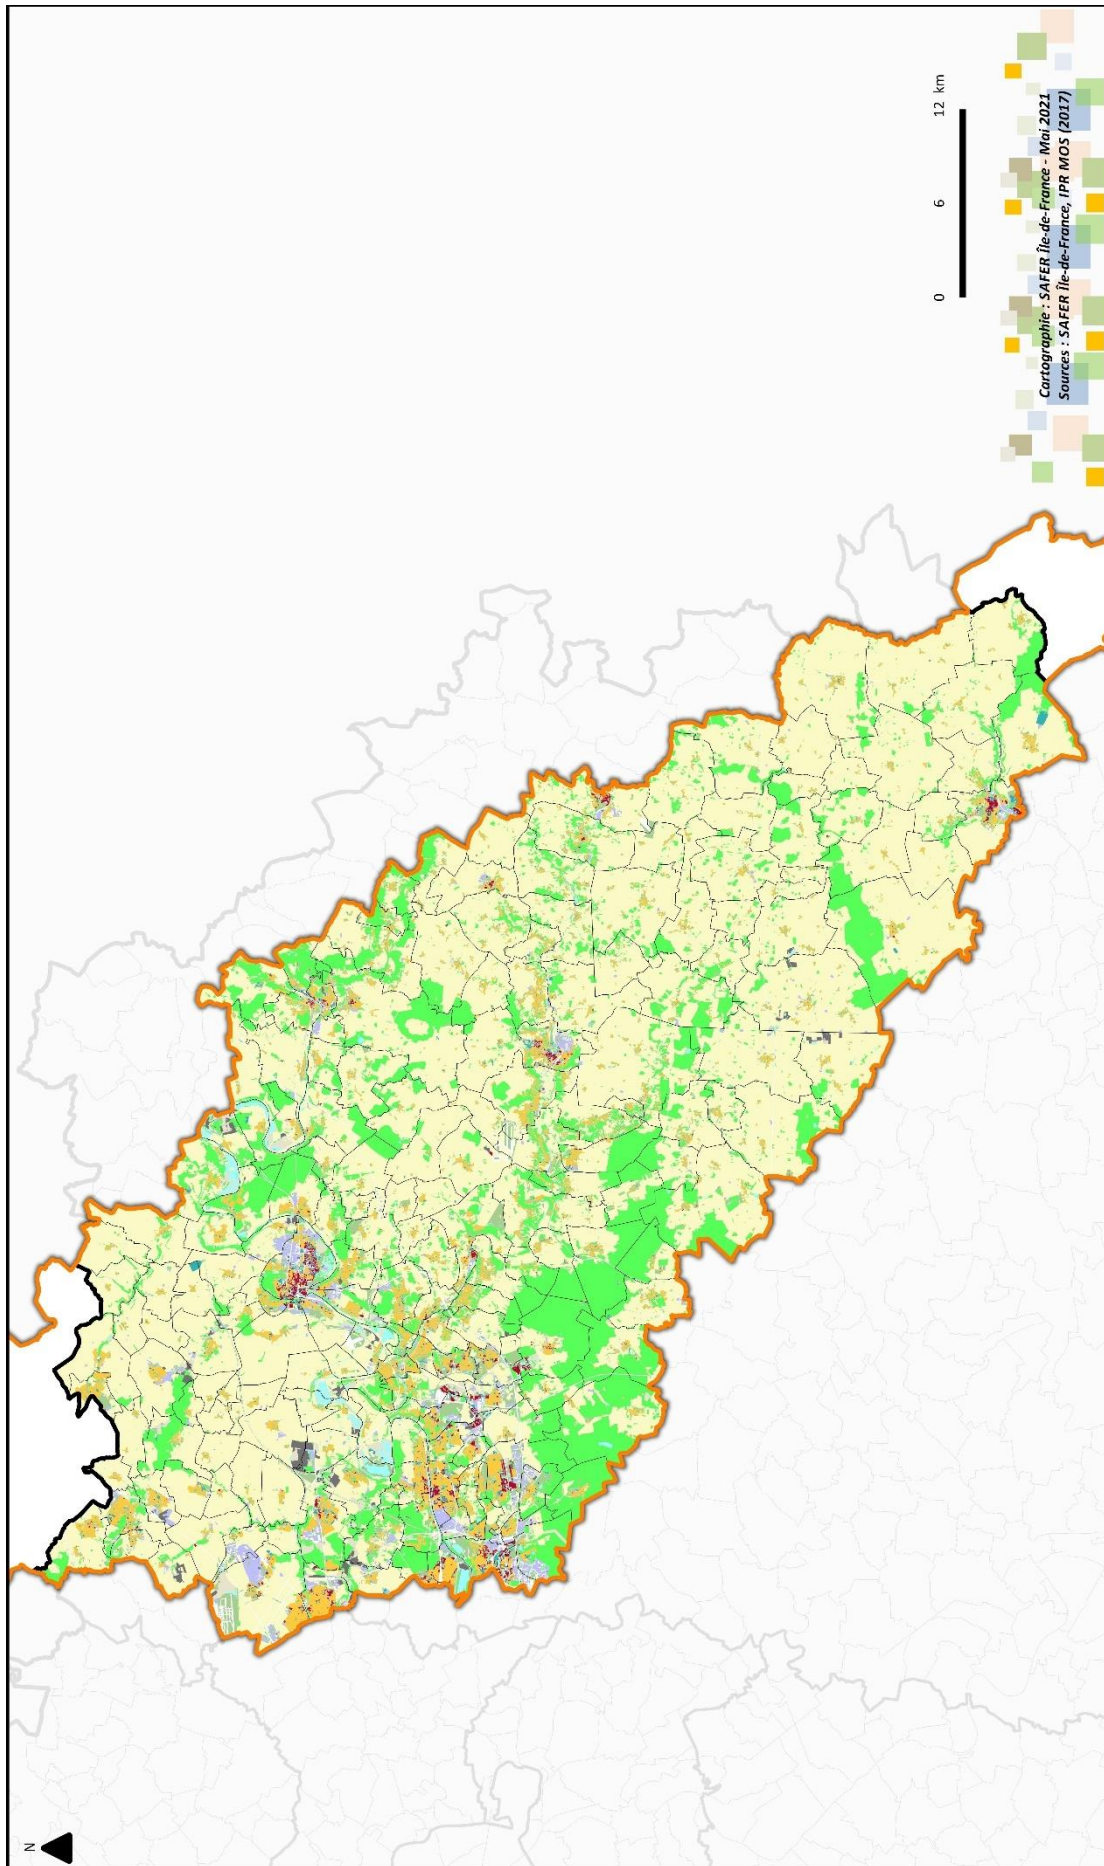 N
0 6 12 km
Cartographie : SAFER Île-de-France - Mai 2021
Sources : SAFER Île-de-France, IPR MOS (2017)